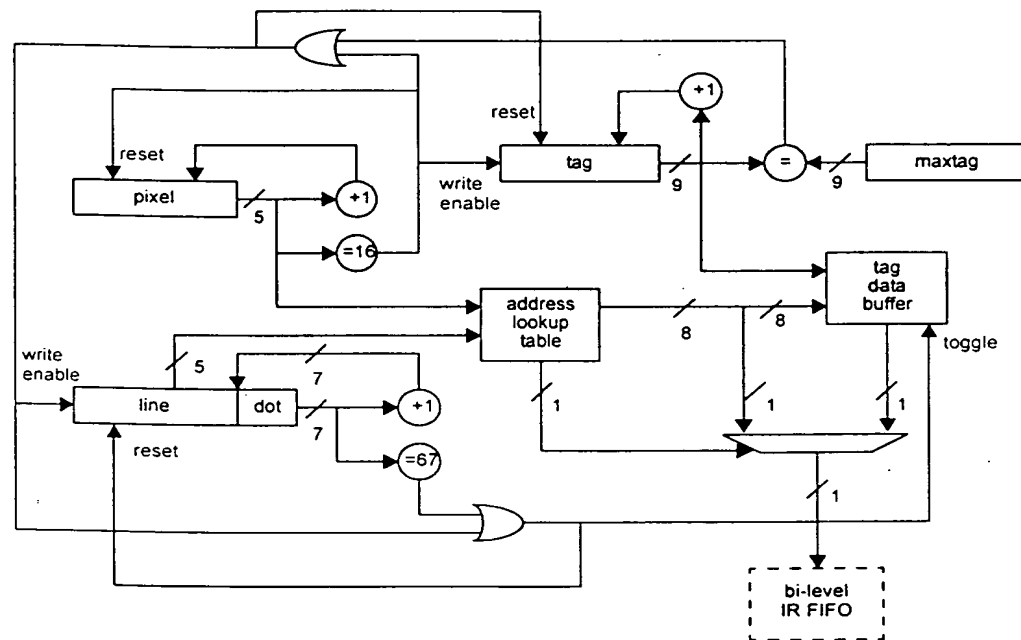 +1
reset
tag
9
=
9
maxtag
write
enable
reset
pixel
5
+1
=16
tag
data
buffer
toggle
address
lookup
table
8
8
write
enable
5
7
line
dot
7
+1
1
1
1
reset
=67
1
bi-level
IR FIFO